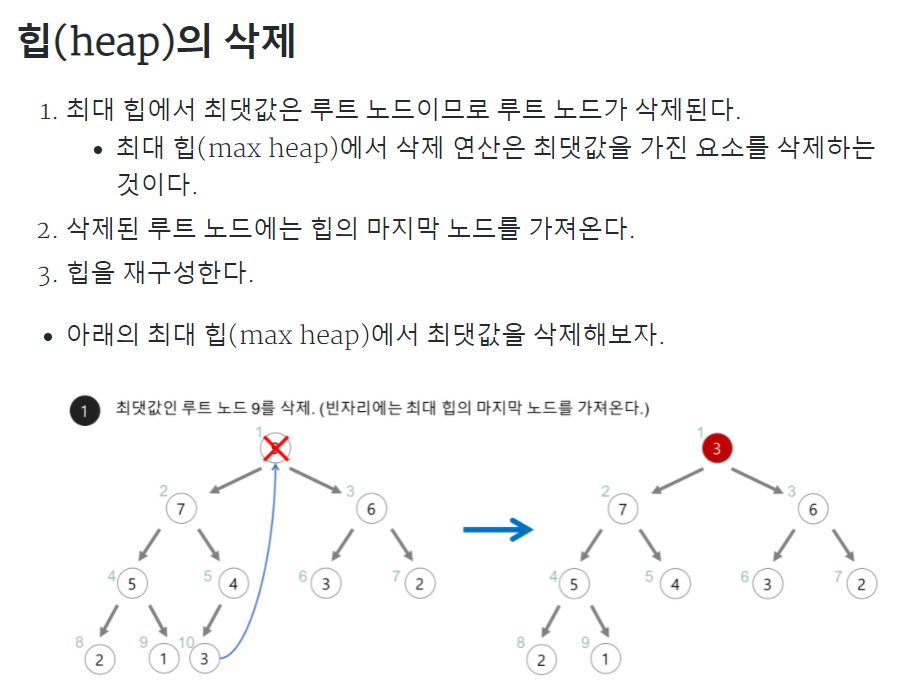 힙(heap)의 삭제
1. 최대 힙에서 최댓값은 루트 노드이므로 루트 노드가 삭제된다.
• 최대 힙(max heap)에서 삭제 연산은 최댓값을 가진 요소를 삭제하는
것이다.
2. 삭제된 루트 노드에는 힙의 마지막 노드를 가져온다.
3. 힙을 재구성한다.
• 아래의 최대 힙(max heap)에서 최댓값을 삭제해보자.
1 최댓값인 루트 노드 9를 삭제. (빈자리에는 최대 힙의 마지막 노드를 가져온다.)
1
2 3
7 6
4 5 6 7
5 4 3 2
8 9 10
2 1 3
1
3
2 3
7 6
4 5 6 7
5 4 3 2
8 9
2 1